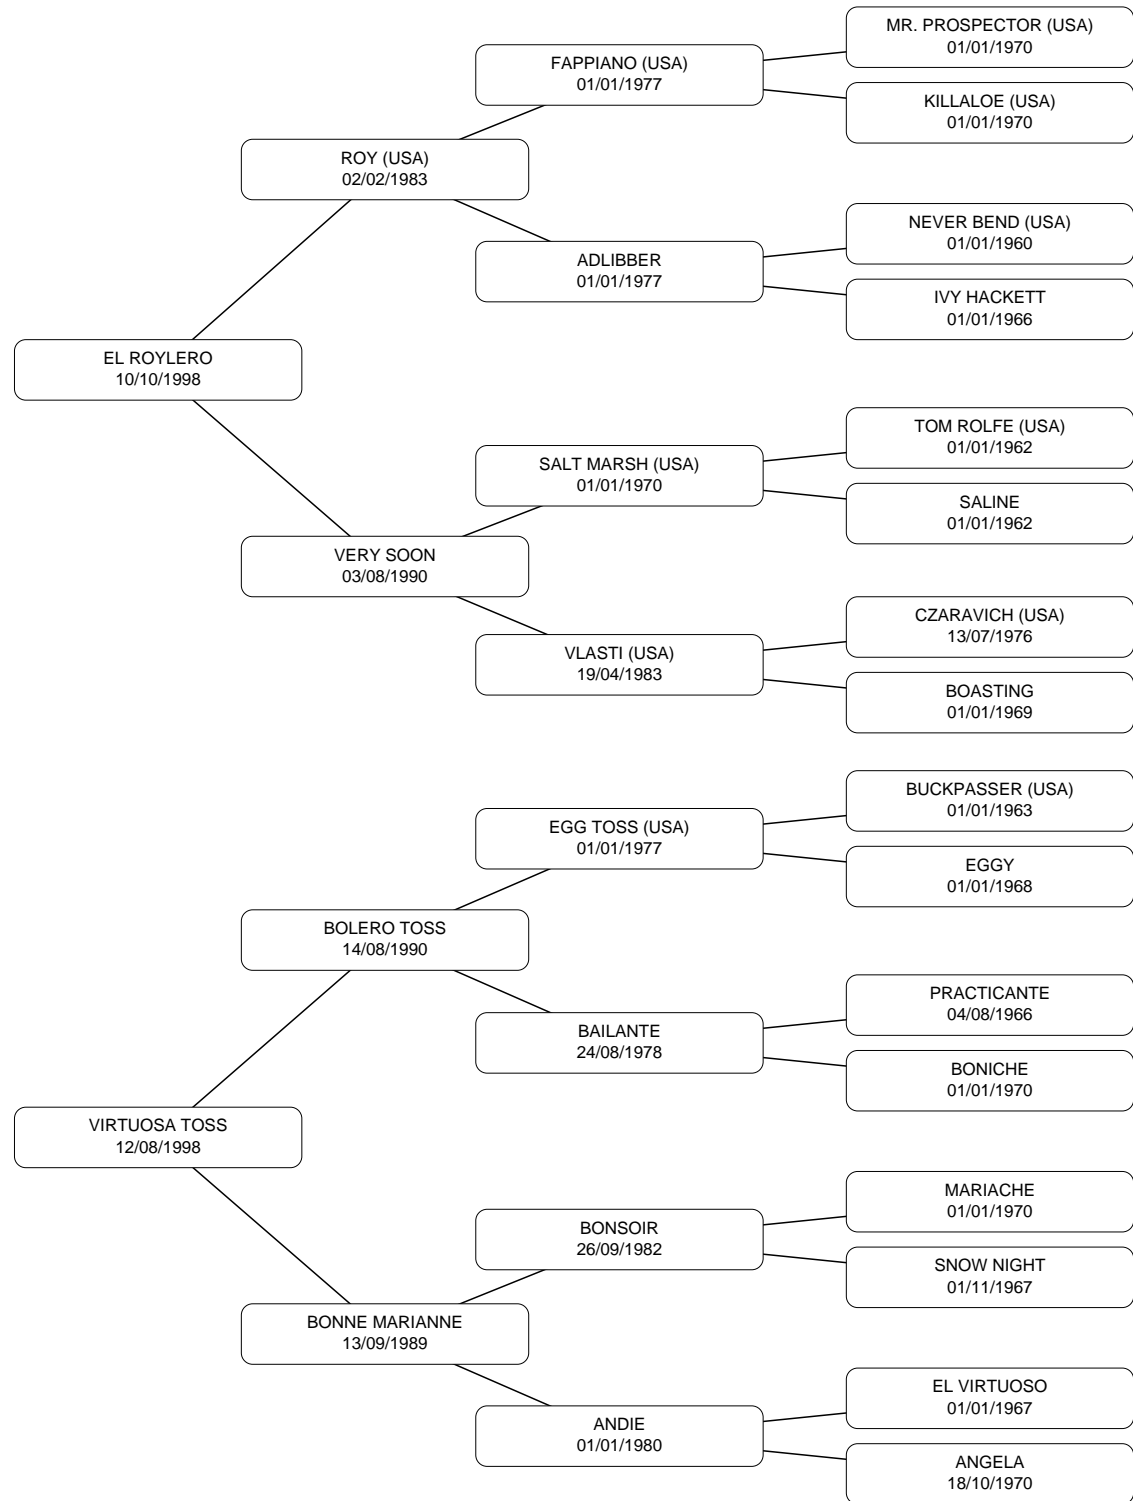 MR. PROSPECTOR (USA)
01/01/1970
FAPPIANO (USA)
01/01/1977
KILLALOE (USA)
01/01/1970
ROY (USA)
02/02/1983
NEVER BEND (USA)
01/01/1960
ADLIBBER
01/01/1977
IVY HACKETT
01/01/1966
EL ROYLERO
10/10/1998
TOM ROLFE (USA)
01/01/1962
SALT MARSH (USA)
01/01/1970
SALINE
01/01/1962
VERY SOON
03/08/1990
CZARAVICH (USA)
13/07/1976
VLASTI (USA)
19/04/1983
BOASTING
01/01/1969
BUCKPASSER (USA)
01/01/1963
EGG TOSS (USA)
01/01/1977
EGGY
01/01/1968
BOLERO TOSS
14/08/1990
PRACTICANTE
04/08/1966
BAILANTE
24/08/1978
BONICHE
01/01/1970
VIRTUOSA TOSS
12/08/1998
MARIACHE
01/01/1970
BONSOIR
26/09/1982
SNOW NIGHT
01/11/1967
BONNE MARIANNE
13/09/1989
EL VIRTUOSO
01/01/1967
ANDIE
01/01/1980
ANGELA
18/10/1970